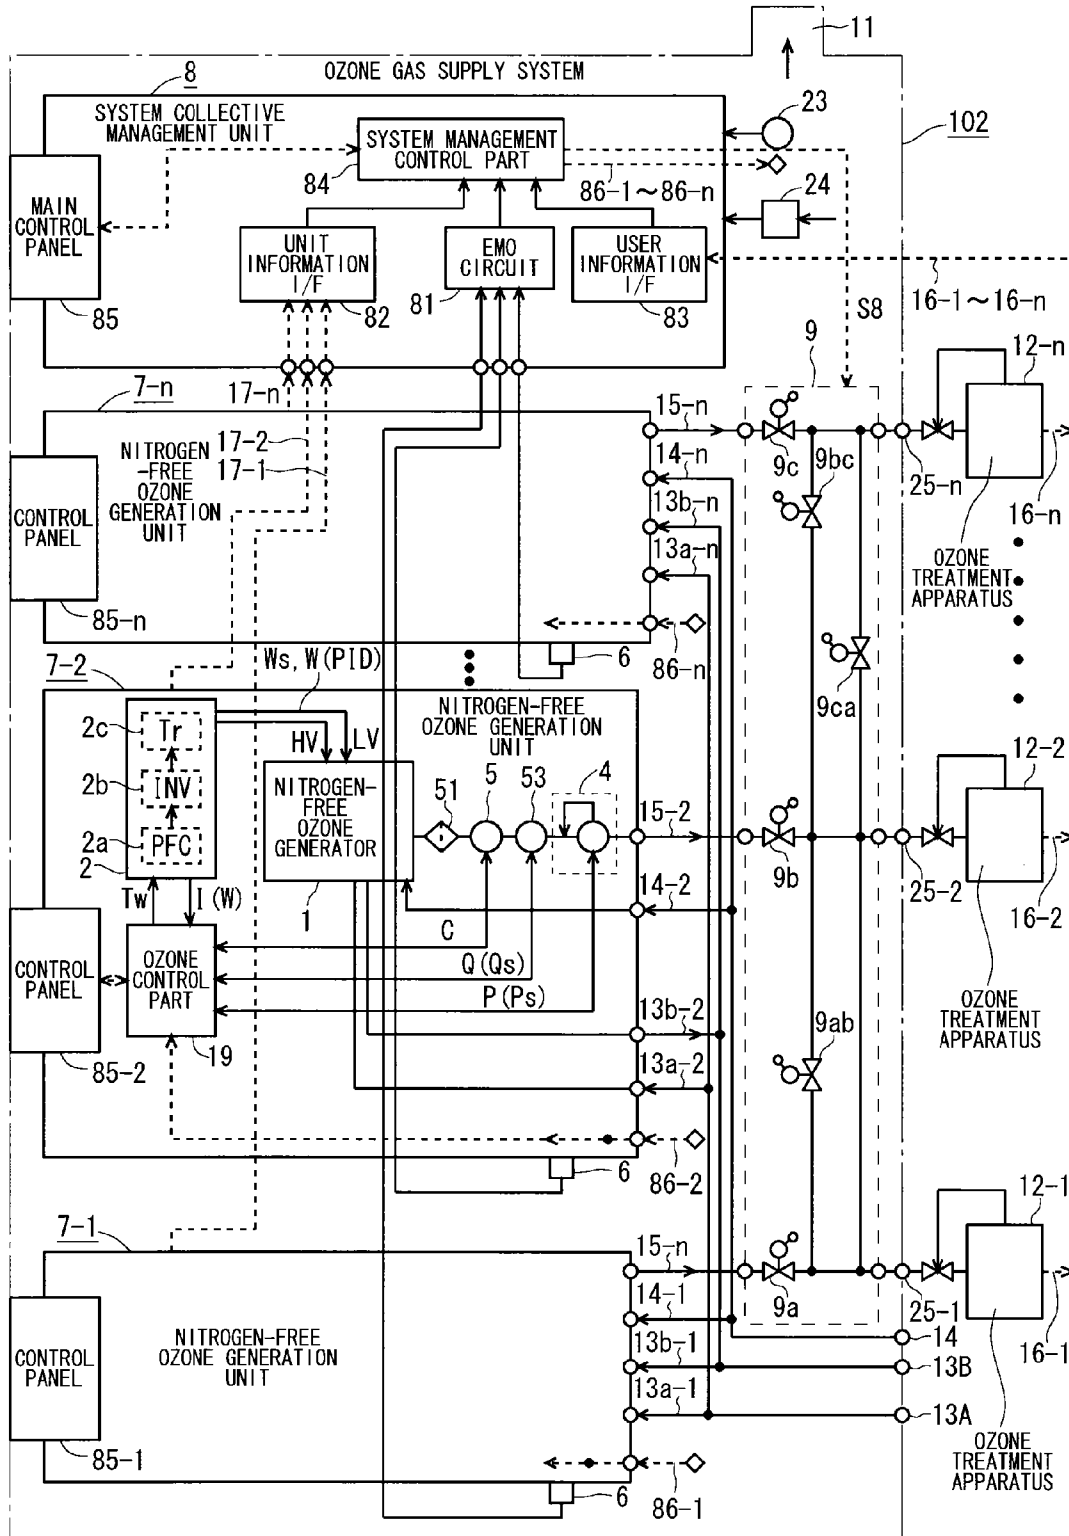 11
OZONE GAS SUPPLY SYSTEM
8
SYSTEM COLLECTIVE
MANAGEMENT UNIT
23
102
SYSTEM MANAGEMENT
CONTROL PART
84
86-1～86-n
24
MAIN
CONTROL
PANEL
85
UNIT
INFORMATION
I/F
82
EMO
CIRCUIT
81
USER
INFORMATION
I/F
83
16-1～16-n
S8
9
12-n
7-n
17-n
17-2
17-1
NITROGEN
-FREE
OZONE
GENERATION
UNIT
CONTROL
PANEL
85-n
15-n
14-n
13b-n
13a-n
86-n
6
9c
9bc
9ca
25-n
16-n
OZONE
TREATMENT
APPARATUS
7-2
Ws, W(PID)
NITROGEN-FREE
OZONE GENERATION
UNIT
2c
Tr
2b
INV
2a
PFC
2
HV
LV
NITROGEN-
FREE
OZONE
GENERATOR
1
51
5
53
4
15-2
9b
12-2
25-2
16-2
Tw
I(W)
14-2
C
Q(Qs)
P(Ps)
CONTROL
PANEL
OZONE
CONTROL
PART
19
85-2
13b-2
13a-2
9ab
OZONE
TREATMENT
APPARATUS
6
86-2
7-1
12-1
15-n
9a
14-1
13b-1
13a-1
25-1
14
13B
13A
16-1
CONTROL
PANEL
NITROGEN-FREE
OZONE GENERATION
UNIT
85-1
6
86-1
OZONE
TREATMENT
APPARATUS